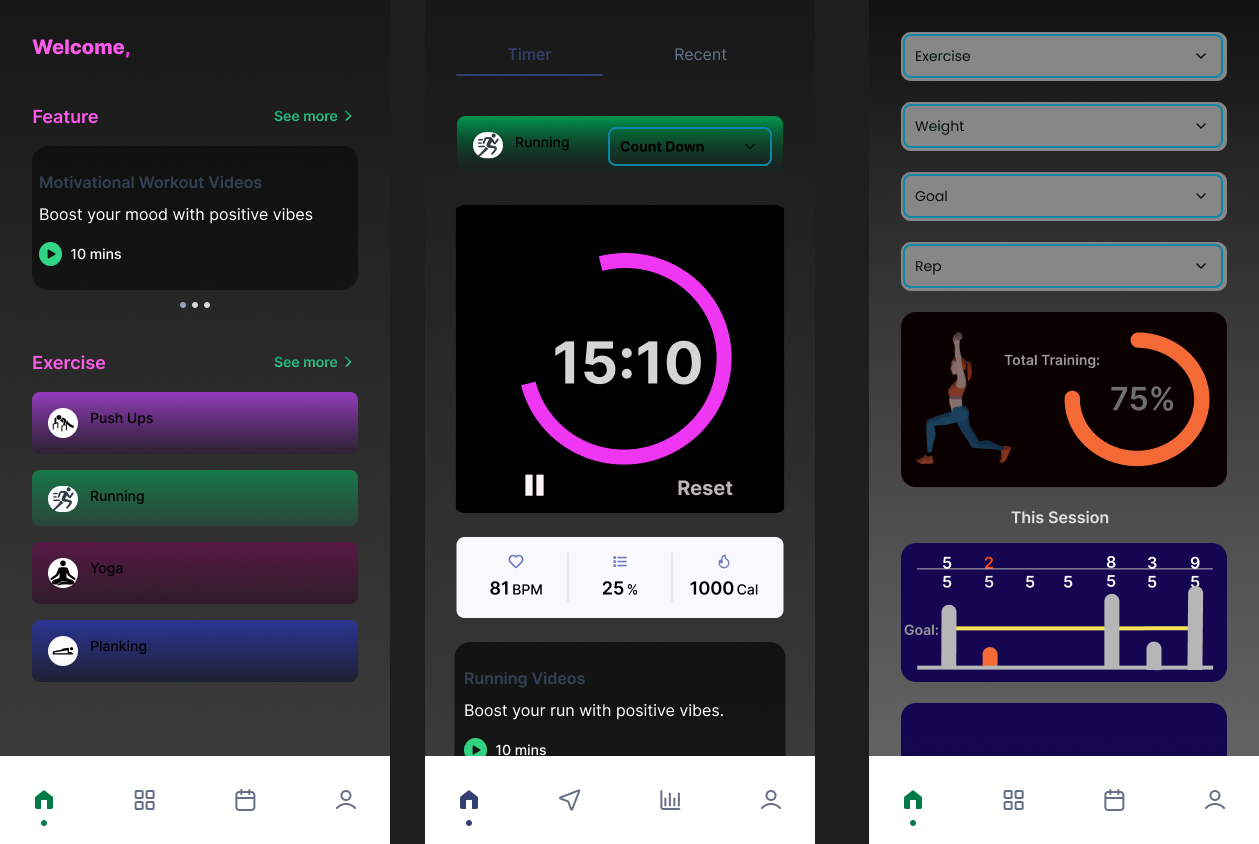 Welcome,
Feature
See more
Motivational Workout Videos
Boost your mood with positive vibes
10 mins
Exercise
See more
Push Ups
Running
Yoga
Planking
Timer
Recent
Running
Count Down
15:10
Reset
81 BPM
25 %
1000 Cal
Running Videos
Boost your run with positive vibes.
10 mins
Exercise
Weight
Goal
Rep
Total Training:
75%
This Session
5 2 8 3 9
5 5 5 5 5 5 5
Goal: